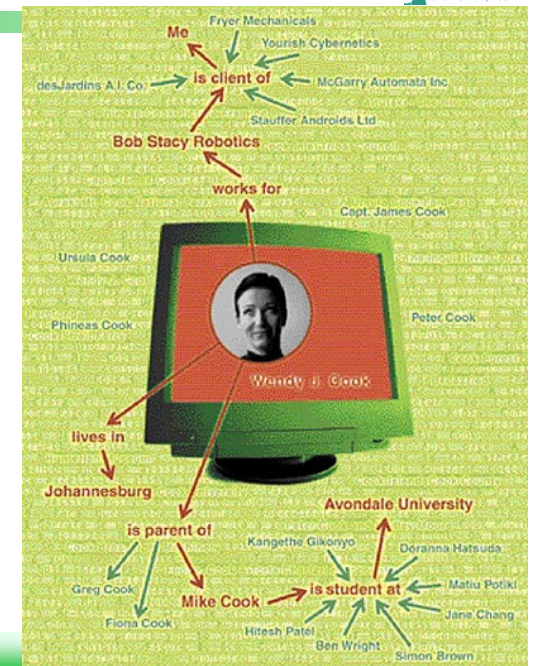 Fryer Mechanicals
Me
Yourish Cybernetics
desJardins A.I. Co.
is client of
McGarry Automata Inc
Stauffer Androids Ltd
Bob Stacy Robotics
works for
Capt. James Cook
Ursula Cook
Phineas Cook
Peter Cook
Wendy J. Cook
lives in
Johannesburg
Avondale University
is parent of
Kangethe Gikonyo
Doranna Hatsuda
Greg Cook
Mike Cook
is student at
Matiu Potiki
Fiona Cook
Jane Chang
Hitesh Patel
Ben Wright
Simon Brown